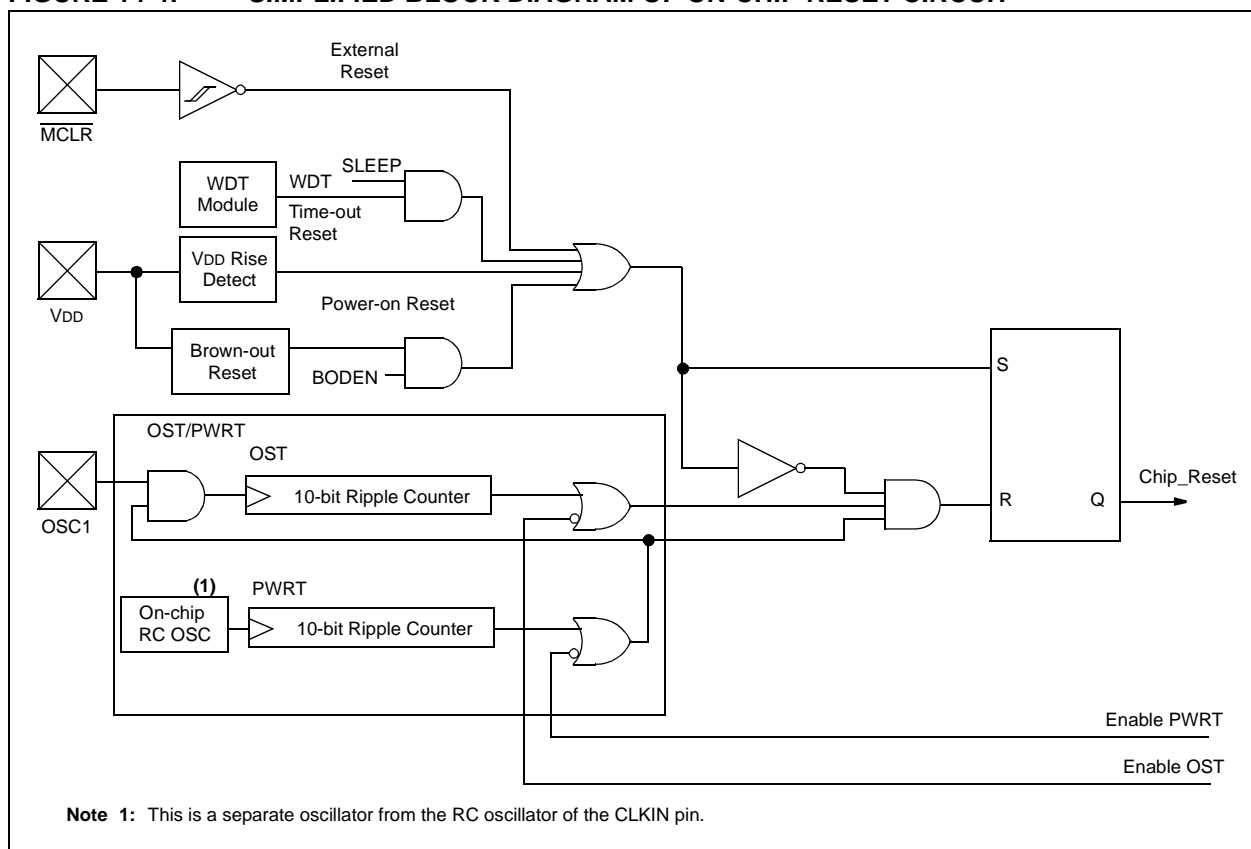 External
Reset
MCLR
SLEEP
WDT
Module
WDT
Time-out
Reset
VDD Rise
Detect
VDD
Power-on Reset
Brown-out
Reset
BODEN
S
OST/PWRT
OST
10-bit Ripple Counter
OSC1
Chip_Reset
R
Q
(1)
PWRT
On-chip
RC OSC
10-bit Ripple Counter
Enable PWRT
Enable OST
Note 1: This is a separate oscillator from the RC oscillator of the CLKIN pin.